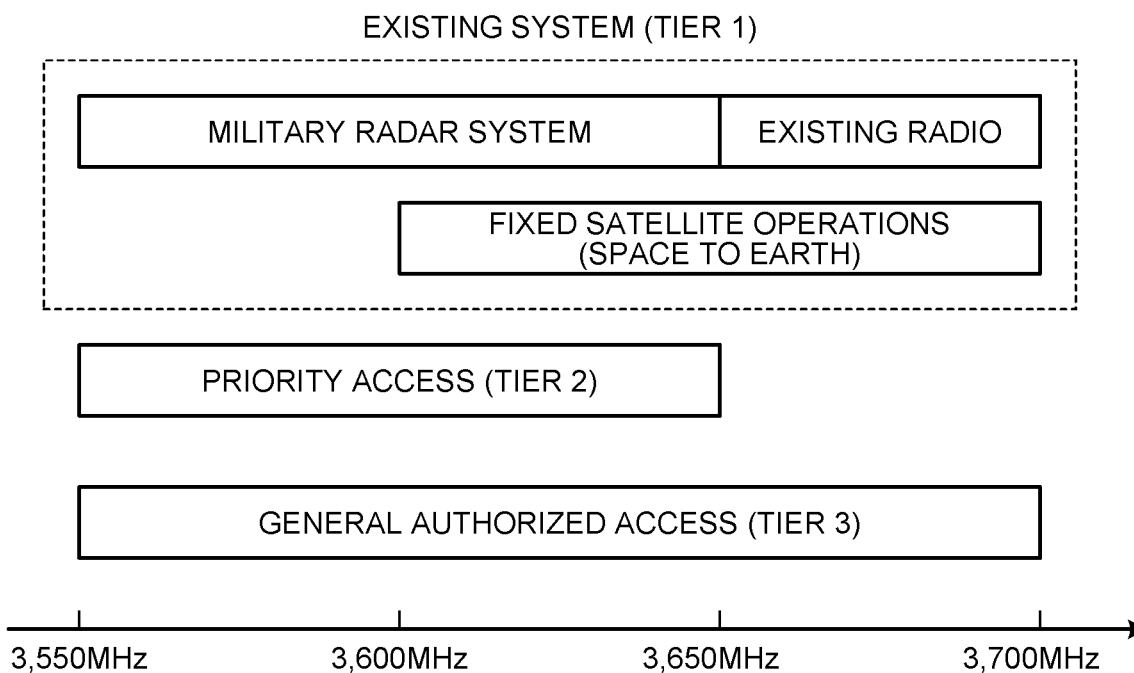 EXISTING SYSTEM (TIER 1)
MILITARY RADAR SYSTEM
EXISTING RADIO
FIXED SATELLITE OPERATIONS
(SPACE TO EARTH)
PRIORITY ACCESS (TIER 2)
GENERAL AUTHORIZED ACCESS (TIER 3)
3,550MHz
3,600MHz
3,650MHz
3,700MHz